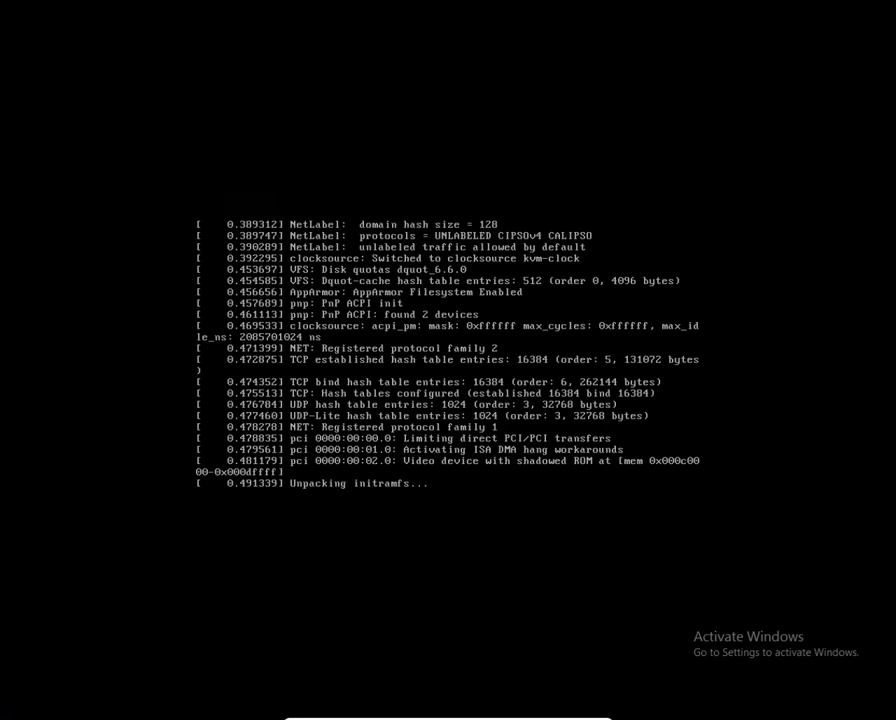 [    0.389312] NetLabel:  domain hash size = 128
[    0.389747] NetLabel:  protocols = UNLABELED CIPSOv4 CALIPSO
[    0.390289] NetLabel:  unlabeled traffic allowed by default
[    0.392295] clocksource: Switched to clocksource kvm-clock
[    0.453697] VFS: Disk quotas dquot_6.6.0
[    0.454585] VFS: Dquot-cache hash table entries: 512 (order 0, 4096 bytes)
[    0.456656] AppArmor: AppArmor Filesystem Enabled
[    0.457689] pnp: PnP ACPI init
[    0.461113] pnp: PnP ACPI: found 2 devices
[    0.469533] clocksource: acpi_pm: mask: 0xffffff max_cycles: 0xffffff, max_id
le_ns: 2085701024 ns
[    0.471399] NET: Registered protocol family 2
[    0.472875] TCP established hash table entries: 16384 (order: 5, 131072 bytes
)
[    0.474352] TCP bind hash table entries: 16384 (order: 6, 262144 bytes)
[    0.475513] TCP: Hash tables configured (established 16384 bind 16384)
[    0.476784] UDP hash table entries: 1024 (order: 3, 32768 bytes)
[    0.477460] UDP-Lite hash table entries: 1024 (order: 3, 32768 bytes)
[    0.478278] NET: Registered protocol family 1
[    0.478835] pci 0000:00:00.0: Limiting direct PCI/PCI transfers
[    0.479561] pci 0000:00:01.0: Activating ISA DMA hang workarounds
[    0.481179] pci 0000:00:02.0: Video device with shadowed ROM at [mem 0x000c00
00-0x000dffff]
[    0.491339] Unpacking initramfs...
Activate Windows
Go to Settings to activate Windows.